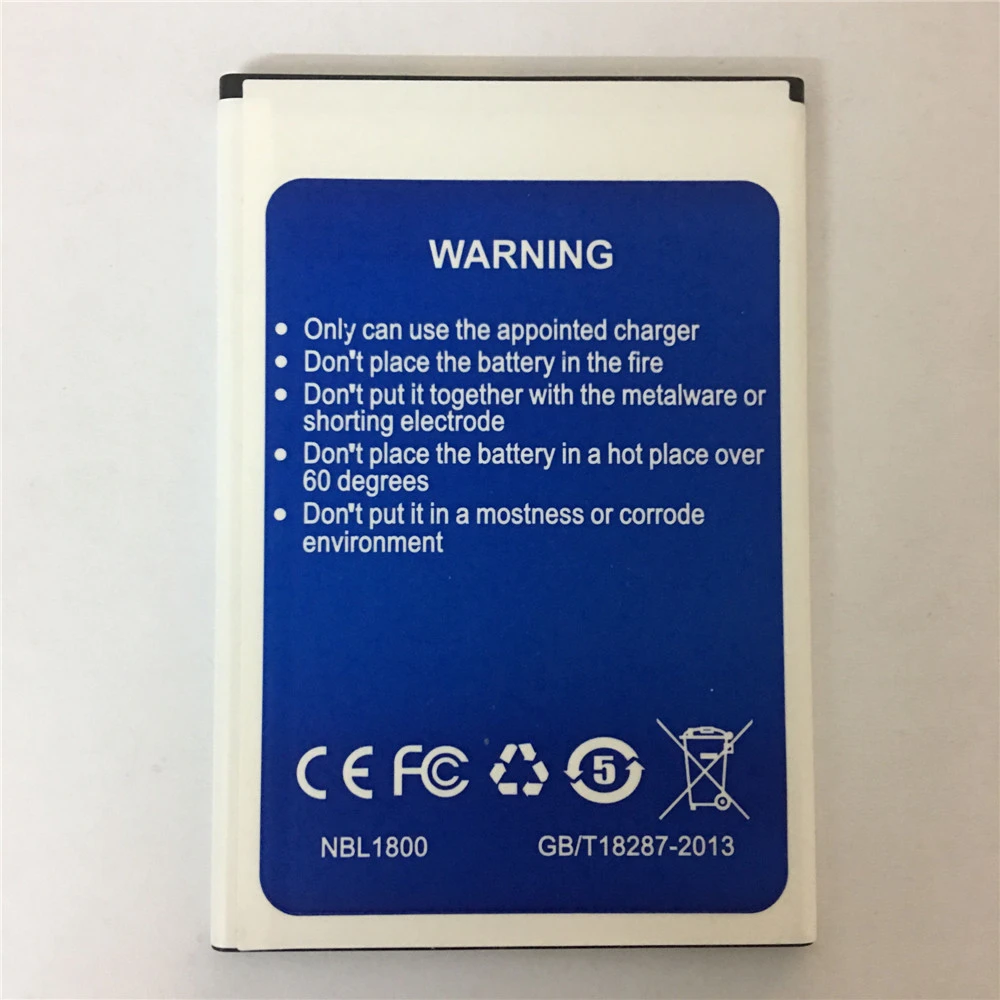 WARNING
• Only can use the appointed charger
• Don't place the battery in the fire
• Don't put it together with the metalware or
shorting electrode
• Don't place the battery in a hot place over
60 degrees
• Don't put it in a mostness or corrode
environment
CE FC 5
NBL1800 GB/T18287-2013